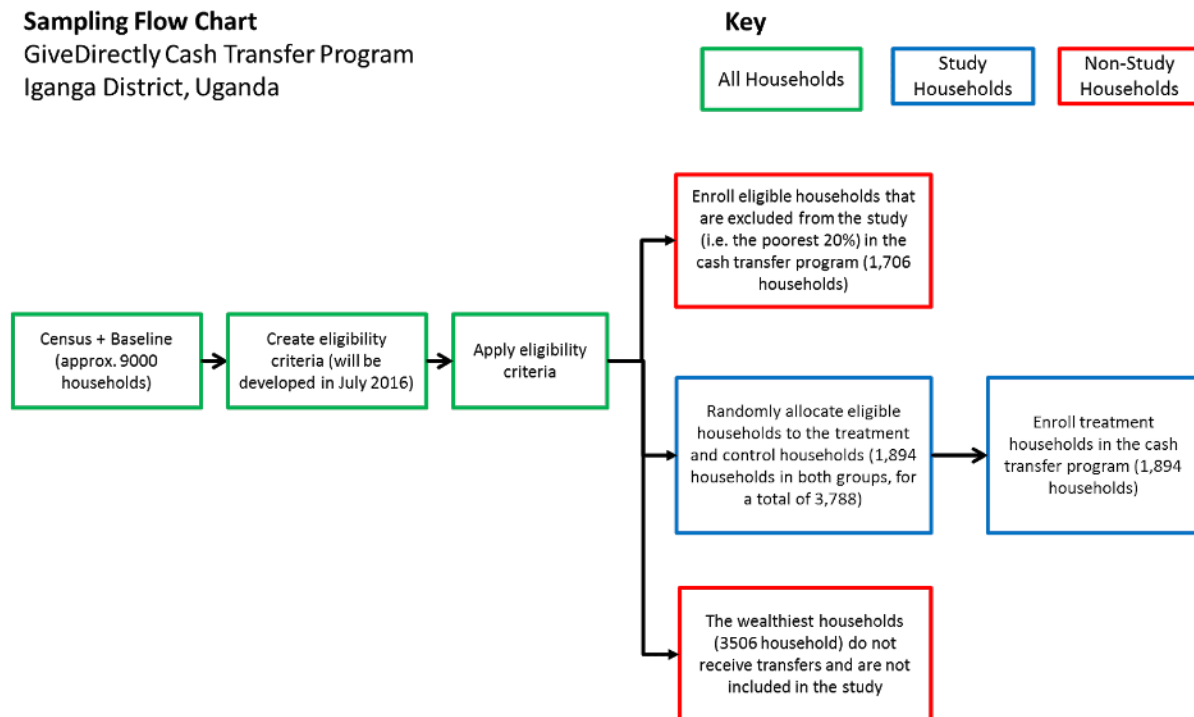 Sampling Flow Chart
GiveDirectly Cash Transfer Program
Iganga District, Uganda
Key
All Households
Study
Households
Non-Study
Households
Enroll eligible households that
are excluded from the study
(i.e. the poorest 20%) in the
cash transfer program (1,706
households)
Census + Baseline
(approx. 9000
households)
Create eligibility
criteria (will be
developed in July 2016)
Apply eligibility
criteria
Randomly allocate eligible
households to the treatment
and control households (1,894
households in both groups, for
a total of 3,788)
Enroll treatment
households in the cash
transfer program (1,894
households)
The wealthiest households
(3506 household) do not
receive transfers and are not
included in the study